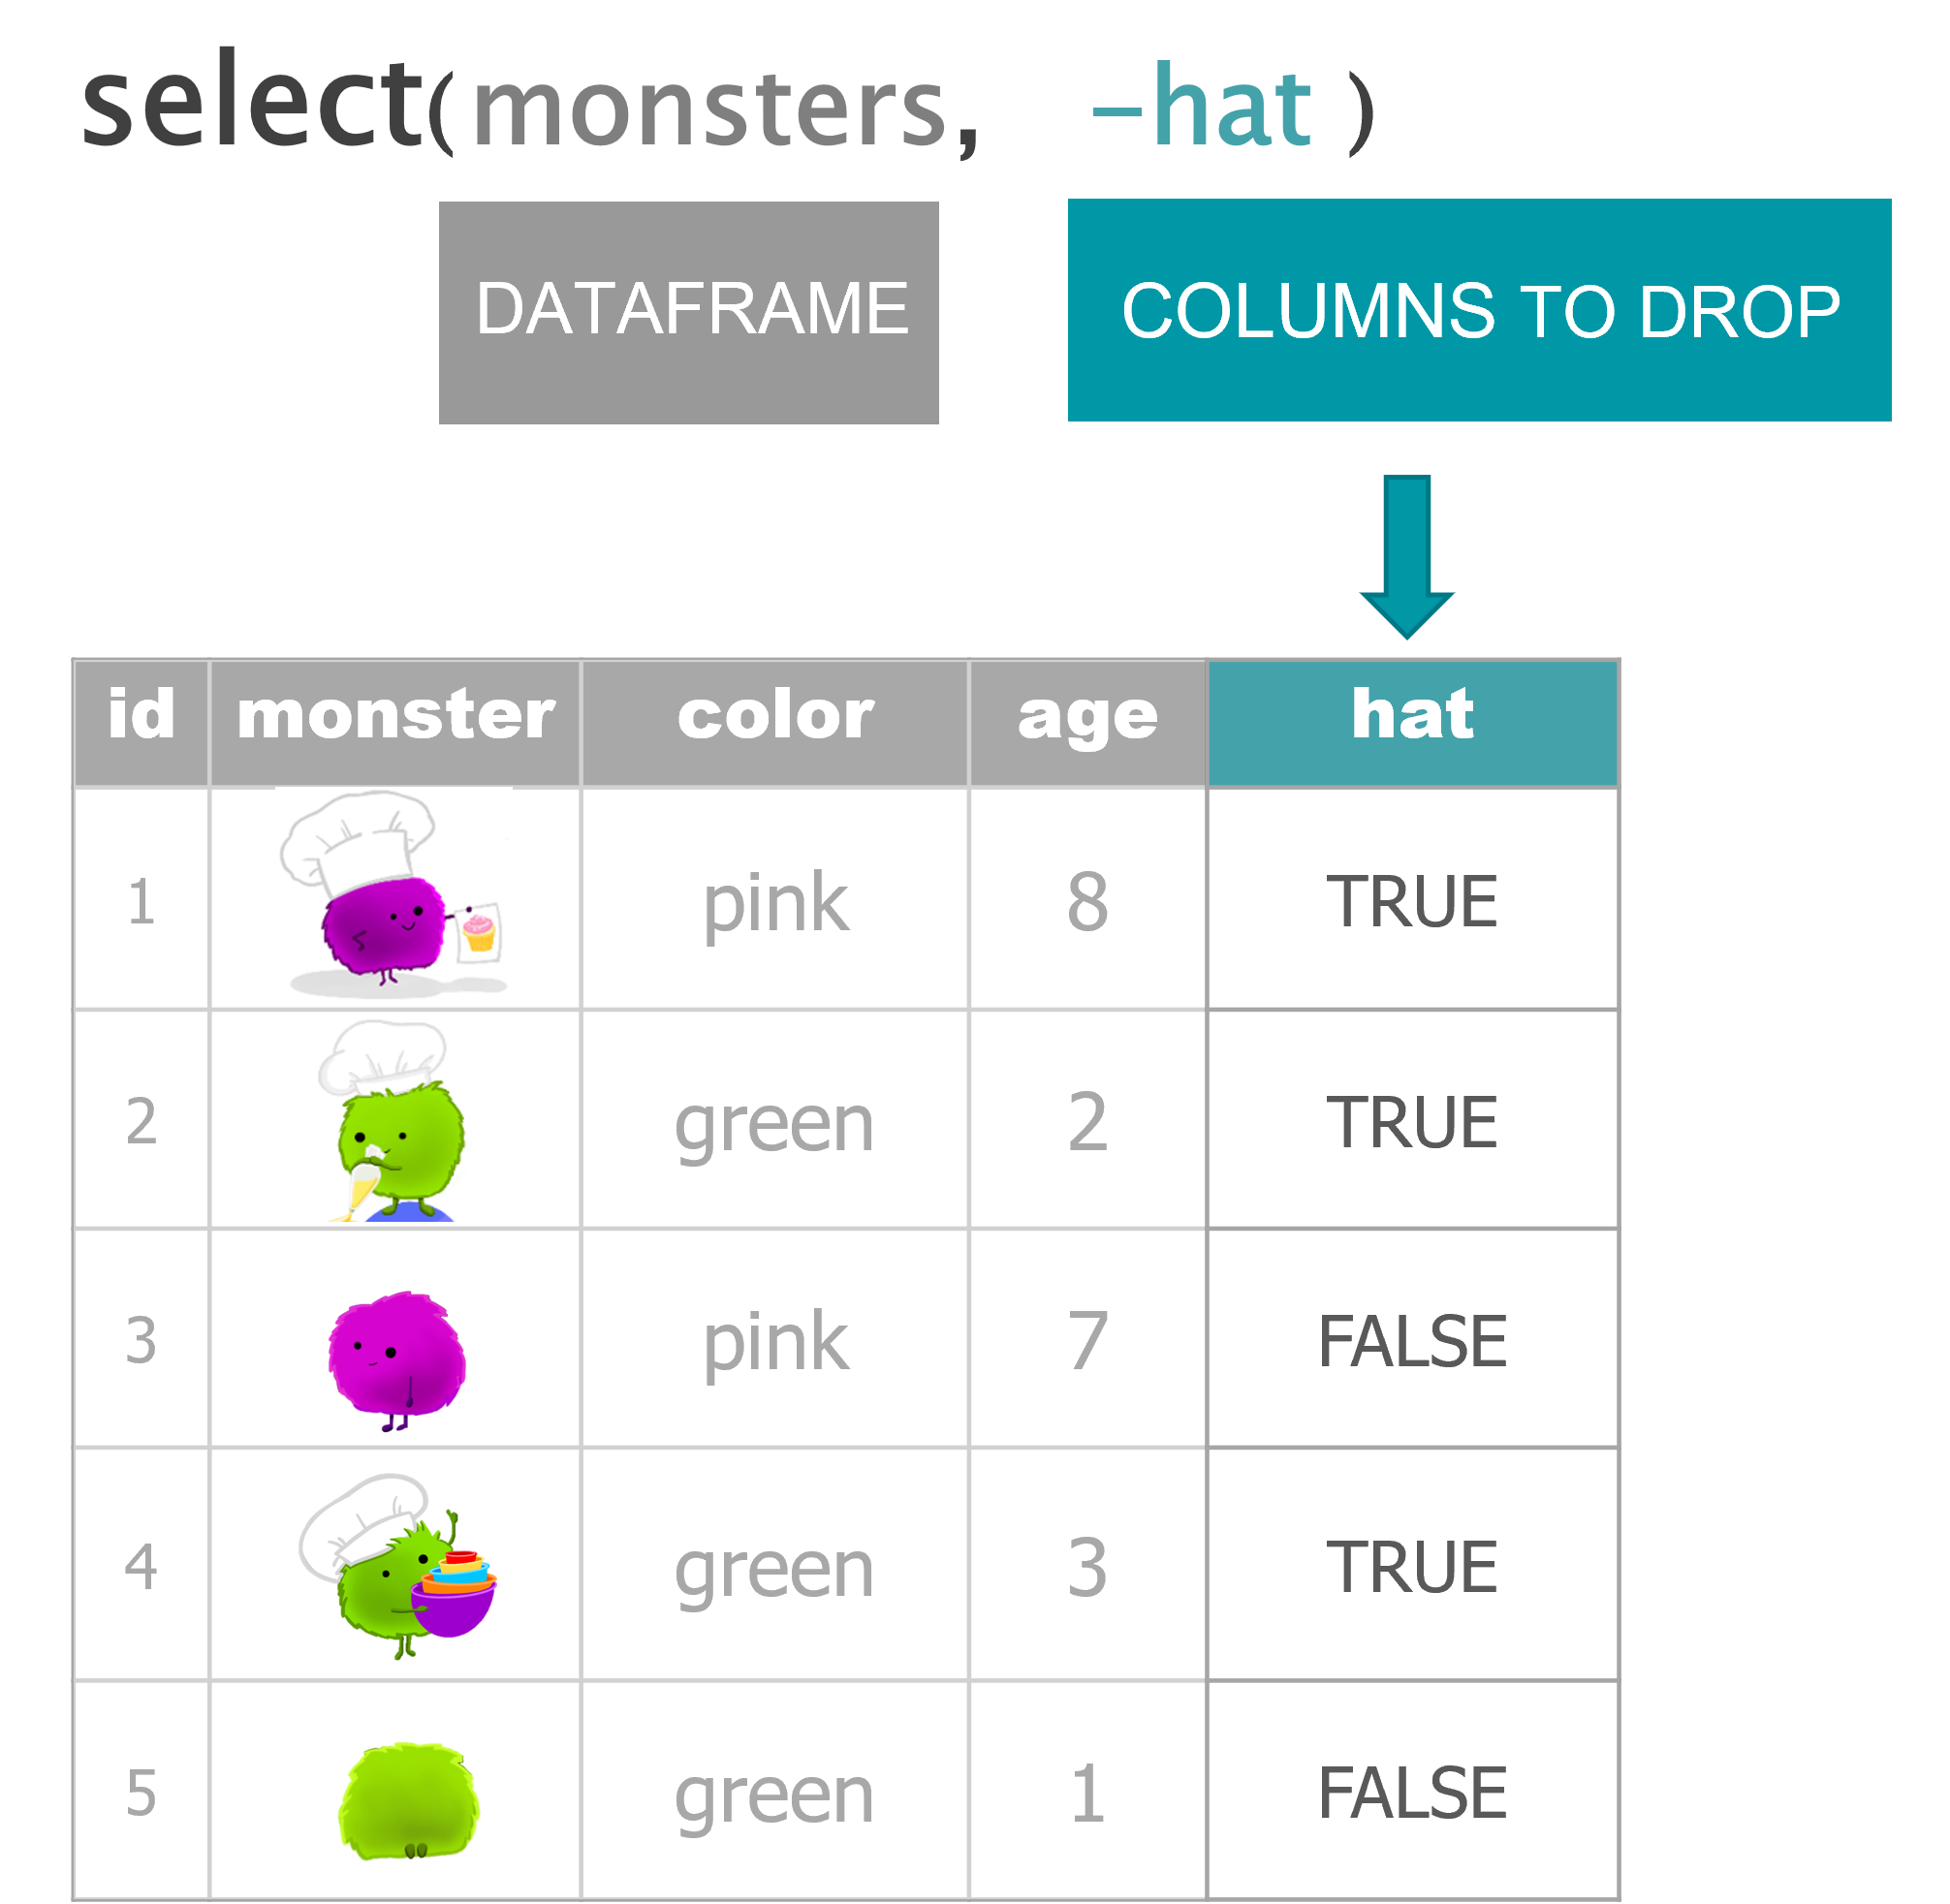 select(monsters, -hat )
DATAFRAME
COLUMNS TO DROP
id monster color age hat
1 pink 8 TRUE
2 green 2 TRUE
3 pink 7 FALSE
4 green 3 TRUE
5 green 1 FALSE